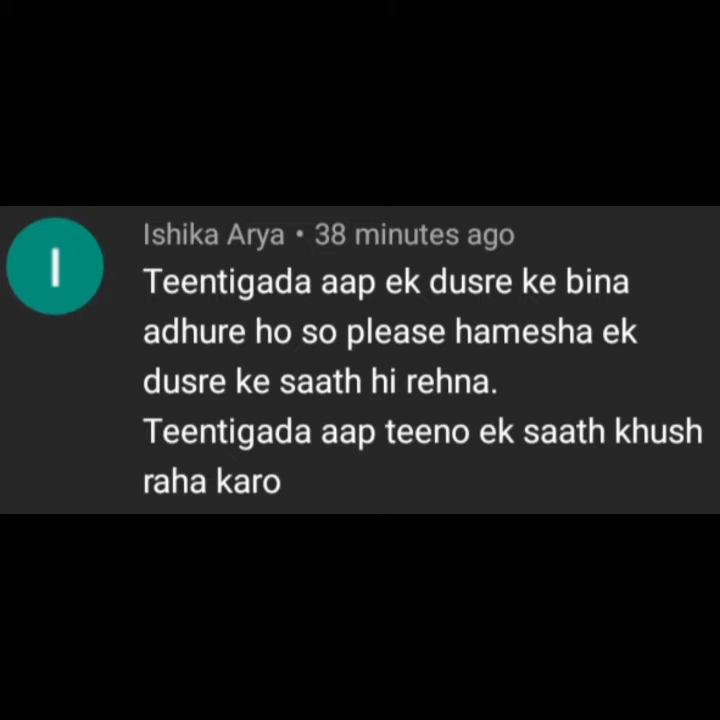 I
Ishika Arya • 38 minutes ago
Teentigada aap ek dusre ke bina
adhure ho so please hamesha ek
dusre ke saath hi rehna.
Teentigada aap teeno ek saath khush
raha karo